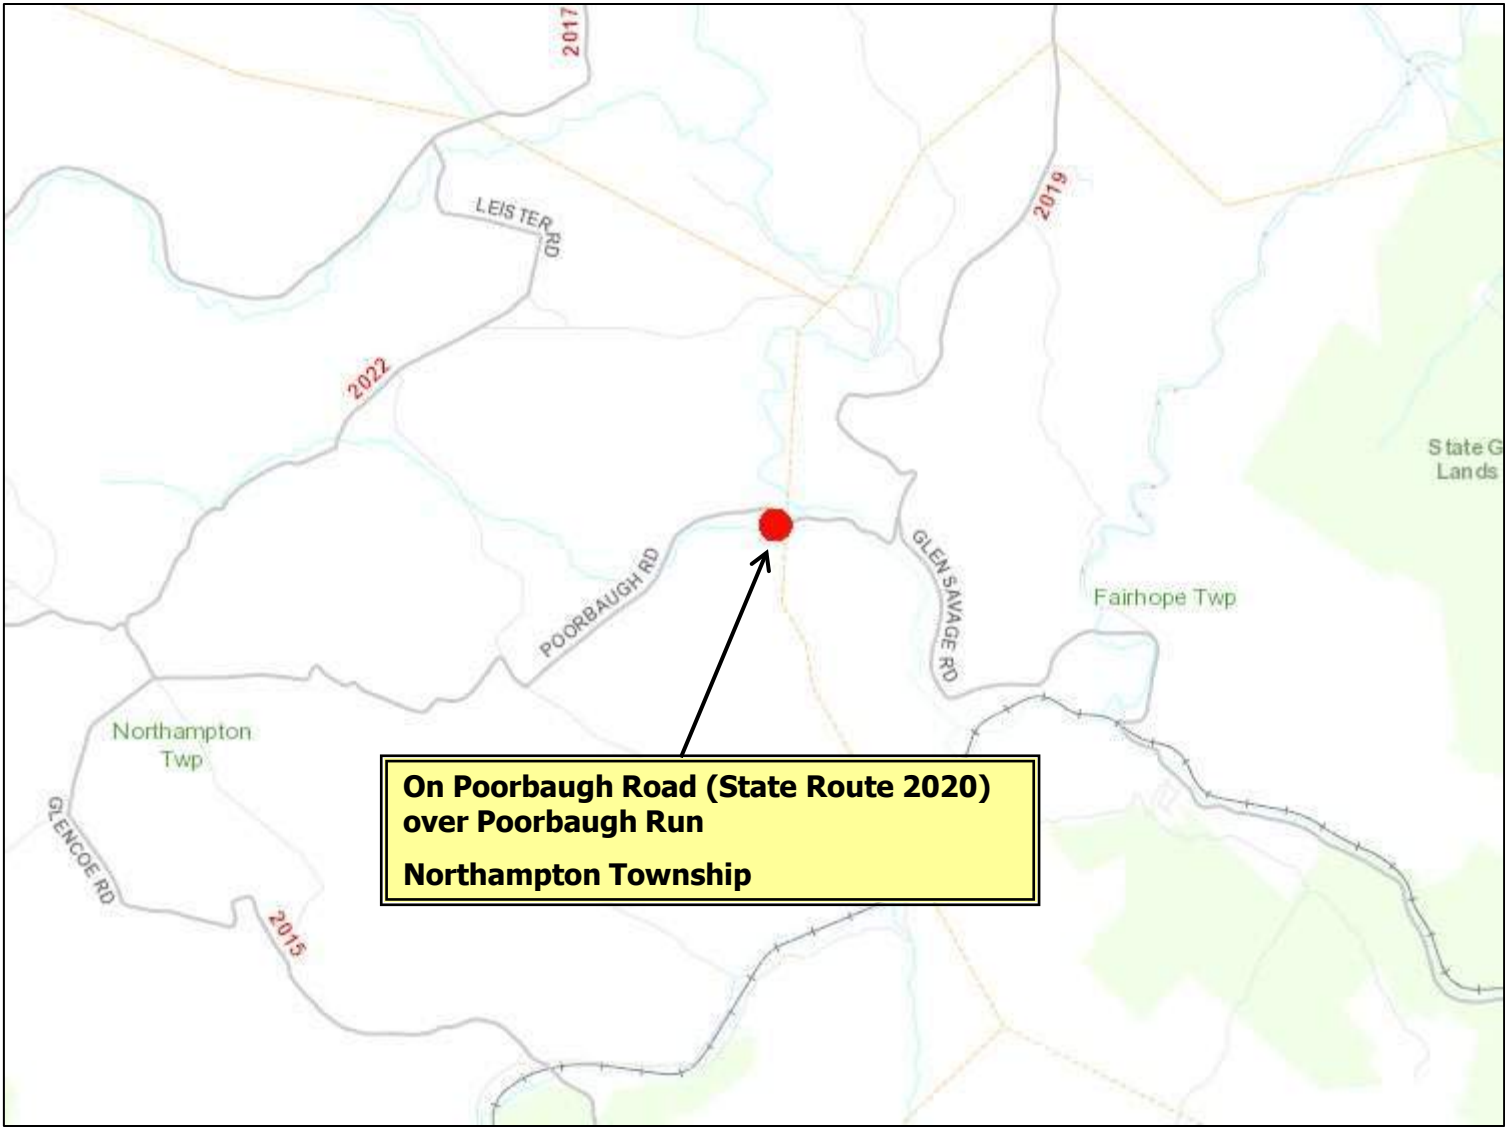 2017
LEISTER RD
2019
2022
State G
Lands
GLEN SAVAGE RD
POORBAUGH RD
Fairhope Twp
Northampton
Twp
On Poorbaugh Road (State Route 2020)
over Poorbaugh Run
Northampton Township
GLENCOE RD
2015